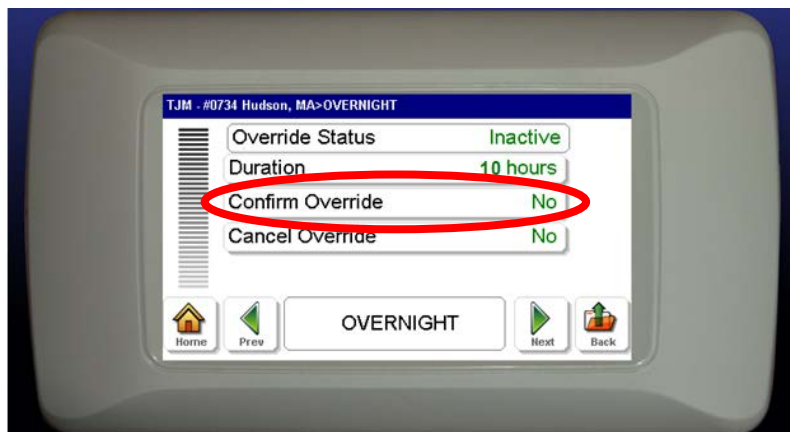 TJM - #0734 Hudson, MA>OVERNIGHT
Override Status Inactive
Duration 10 hours
Confirm Override No
Cancel Override No
OVERNIGHT
Home Prev Next Back